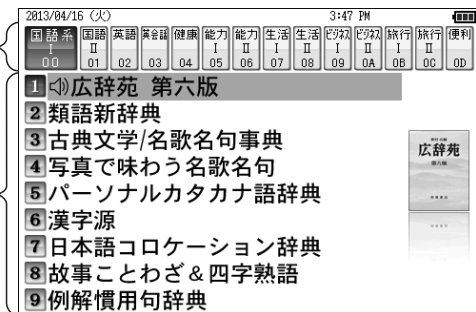 2013/04/16 (火) 3:47 PM
国語系 I 00
国語 II 01
英語 02
英会話 03
健康 04
能力 I 05
能力 II 06
生活 I 07
生活 II 08
ビジネス I 09
ビジネス II 0A
旅行 I 0B
旅行 II 0C
便利 0D
1 広辞苑 第六版
2 類語新辞典
3 古典文学/名歌名句事典
4 写真で味わう名歌名句
5 パーソナルカタカナ語辞典
6 漢字源
7 日本語コロケーション辞典
8 故事ことわざ&四字熟語
9 例解慣用句辞典
広辞苑
第六版